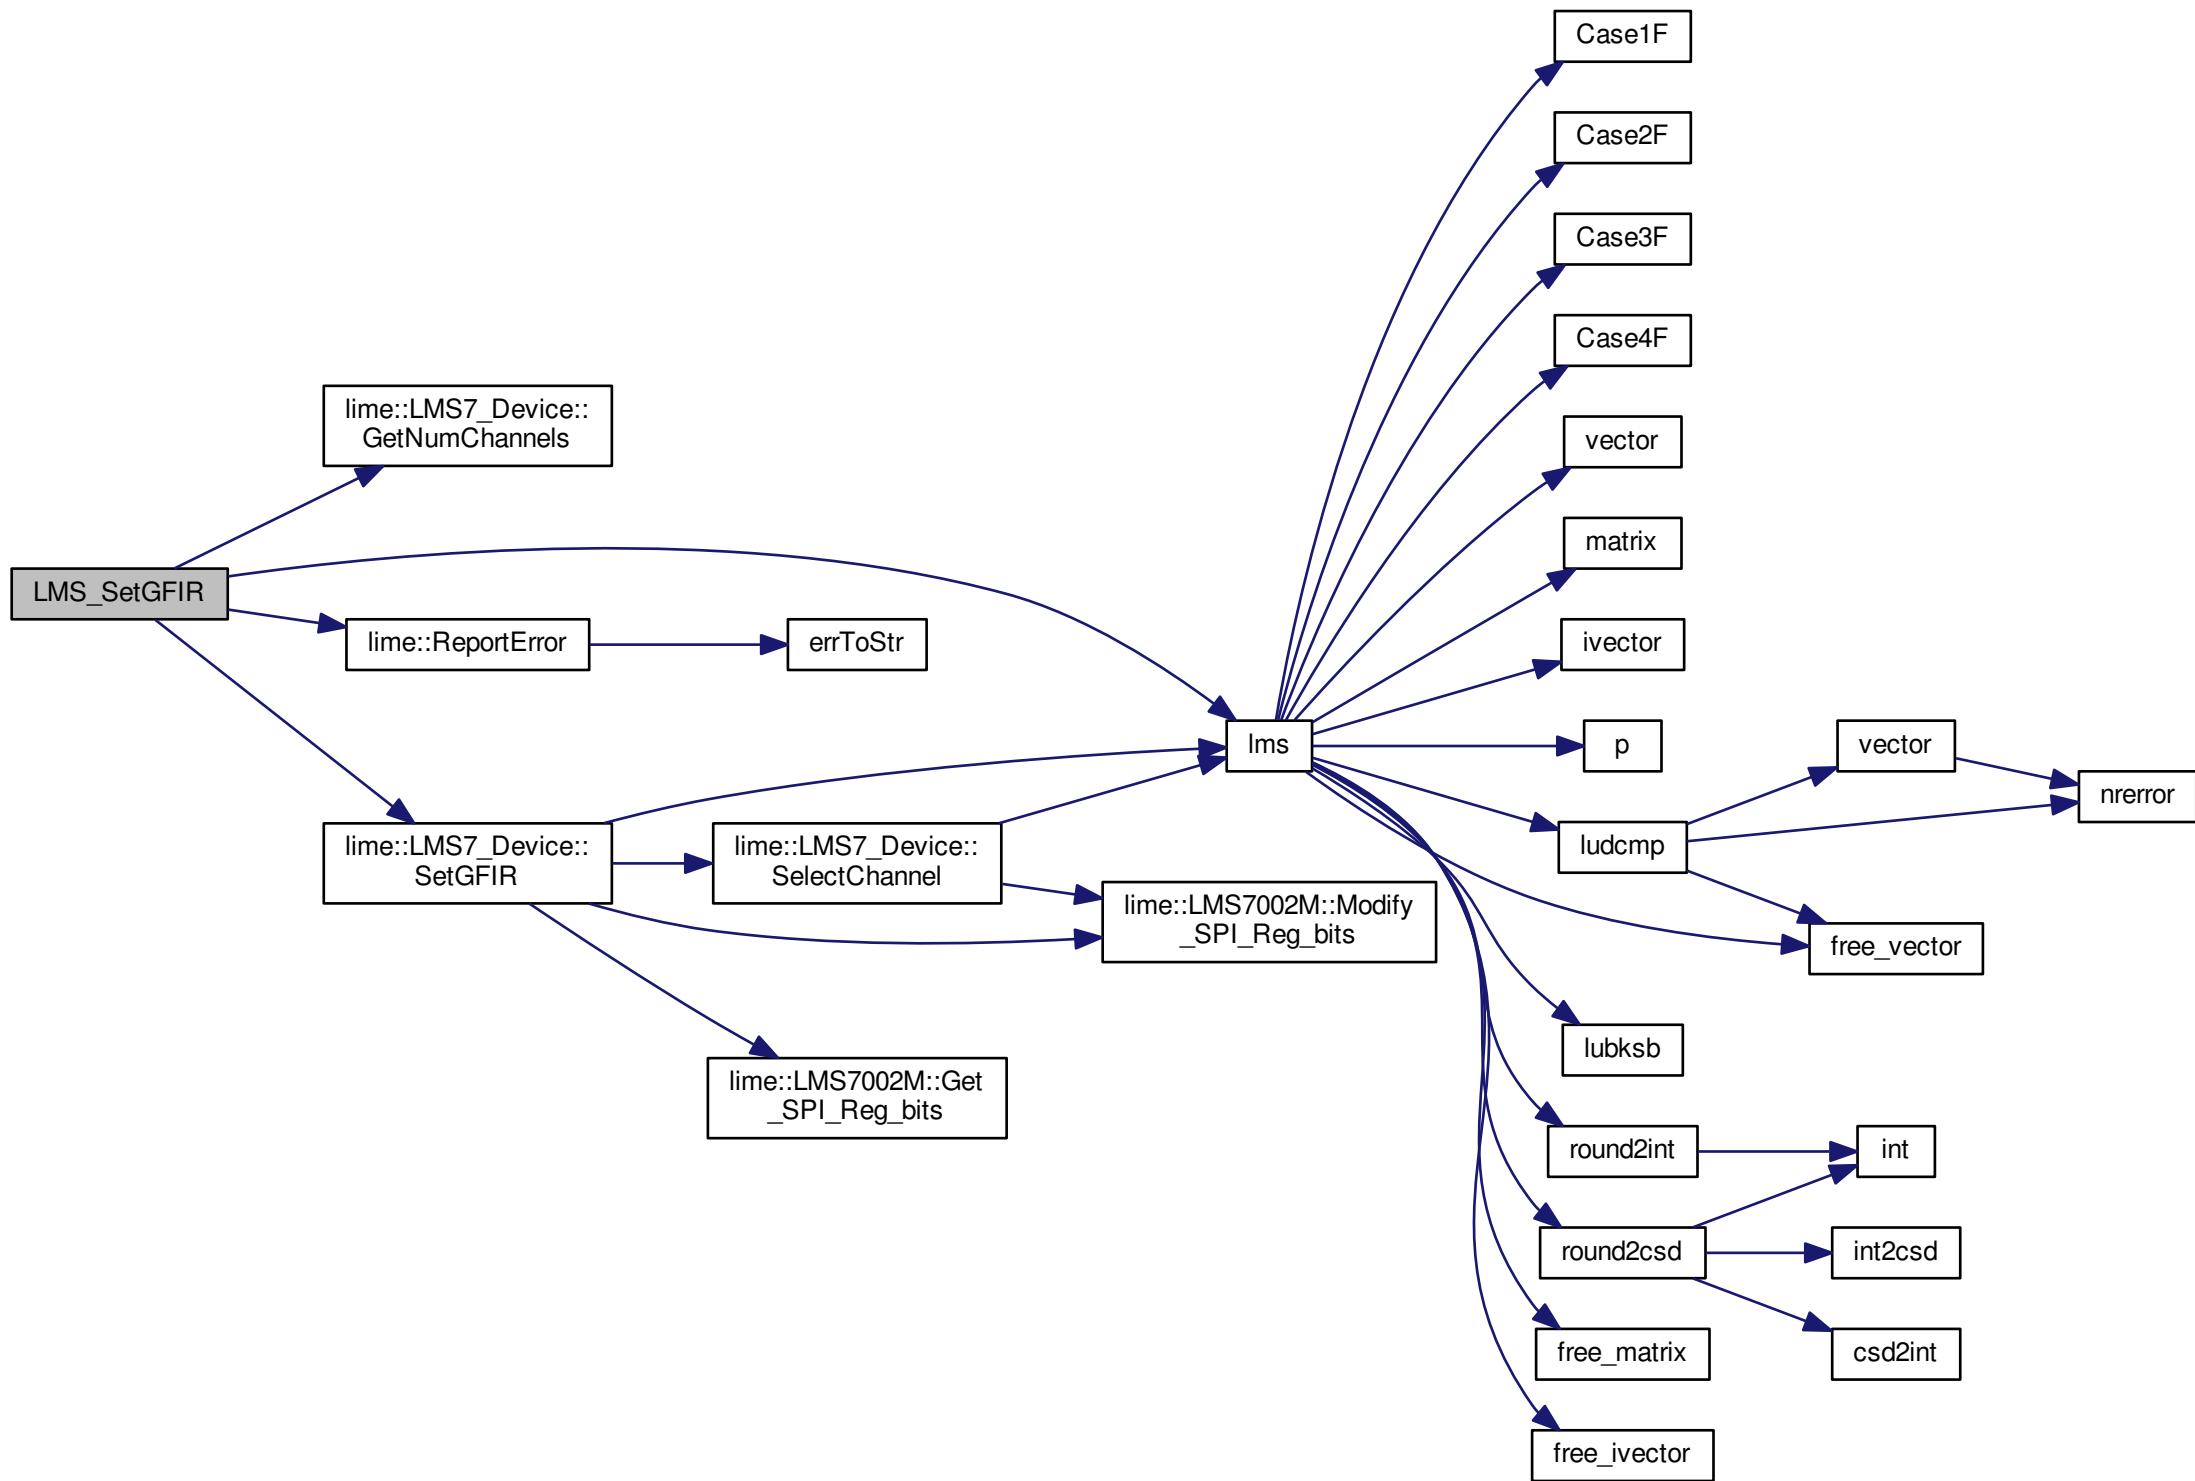 Case1F
Case2F
Case3F
Case4F
lime::LMS7_Device::
GetNumChannels
vector
matrix
LMS_SetGFIR
lime::ReportError
errToStr
ivector
lms
p
vector
nrerror
lime::LMS7_Device::
SetGFIR
lime::LMS7_Device::
SelectChannel
ludcmp
lime::LMS7002M::Modify
_SPI_Reg_bits
free_vector
lubksb
lime::LMS7002M::Get
_SPI_Reg_bits
round2int
int
round2csd
int2csd
free_matrix
csd2int
free_ivector